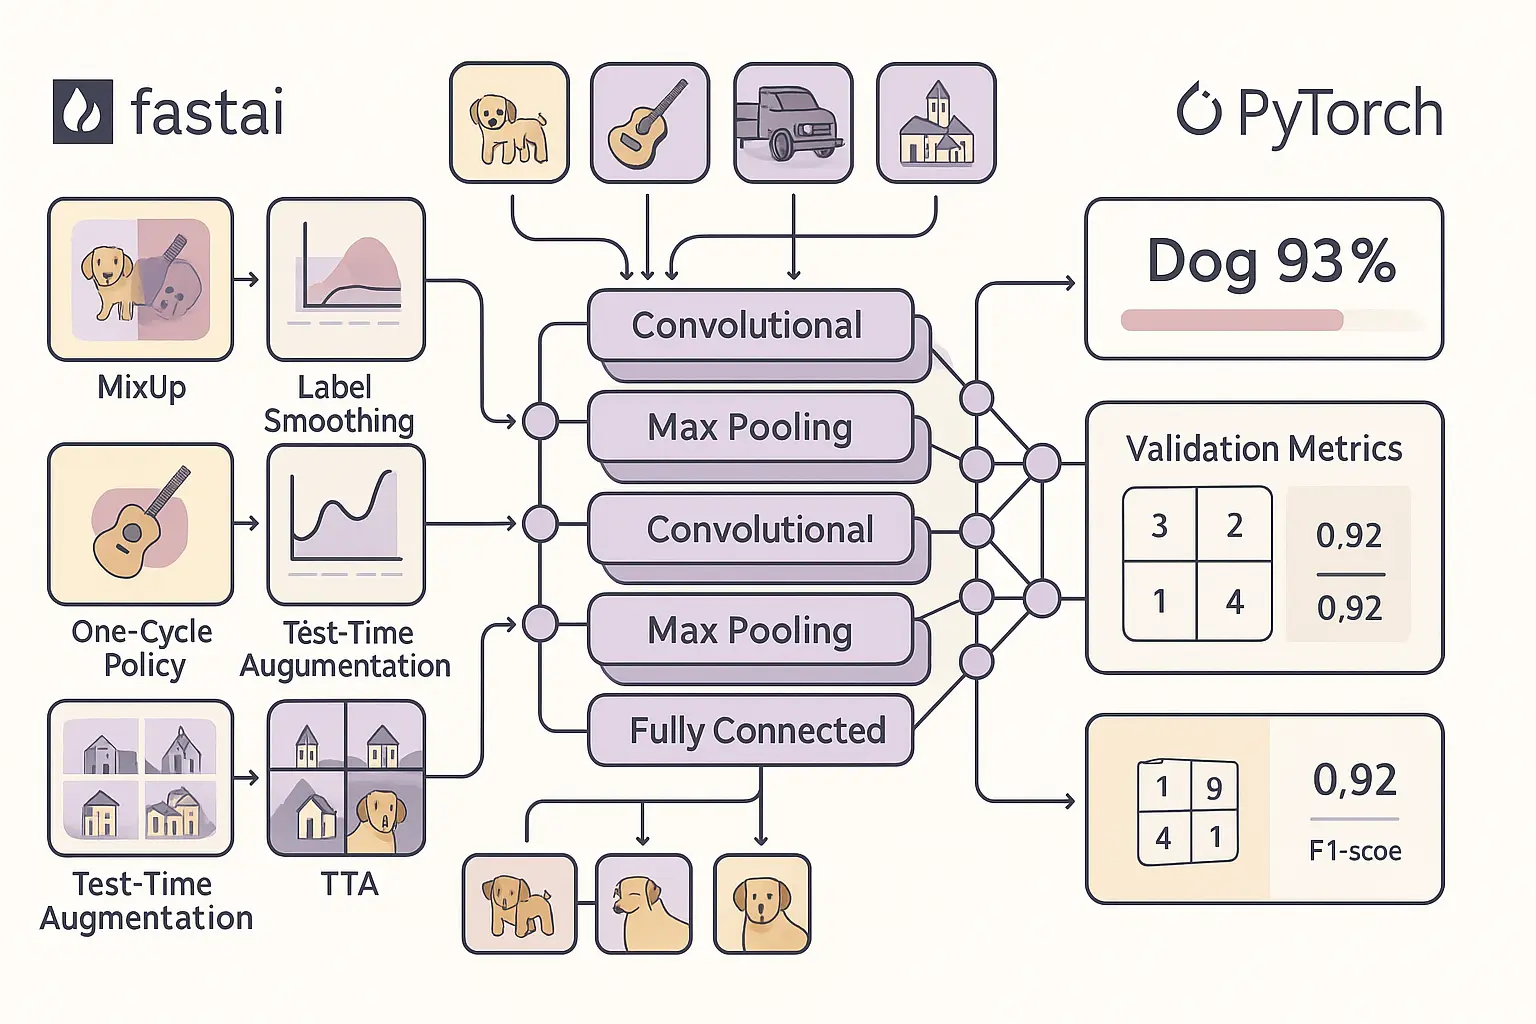 fastai
PyTorch
MixUp
Label
Smoothing
One-Cycle
Policy
Test-Time
Augumentation
Test-Time
Augmentation
TTA
Convolutional
Max Pooling
Convolutional
Max Pooling
Fully Connected
Dog 93%
Validation Metrics
3 2
1 4
0,92
0,92
1 9
4 1
0,92
F1-scoe